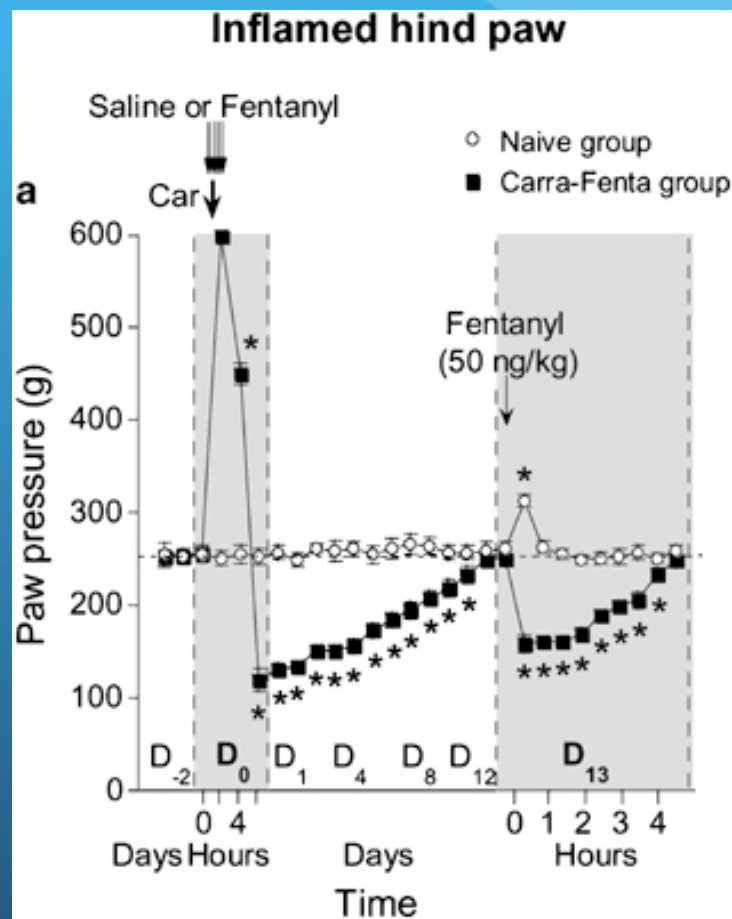 Inflamed hind paw
Saline or Fentanyl
Naive group
Carra-Fenta group
a
Car
600
500
400
300
200
100
0
Paw pressure (g)
*
Fentanyl
(50 ng/kg)
*
* * * * * * * * * * * *
* * * * * * * *
D-2 D0 D1 D4 D8 D12 D13
0 4 0 1 2 3 4
Days Hours Days Hours
Time